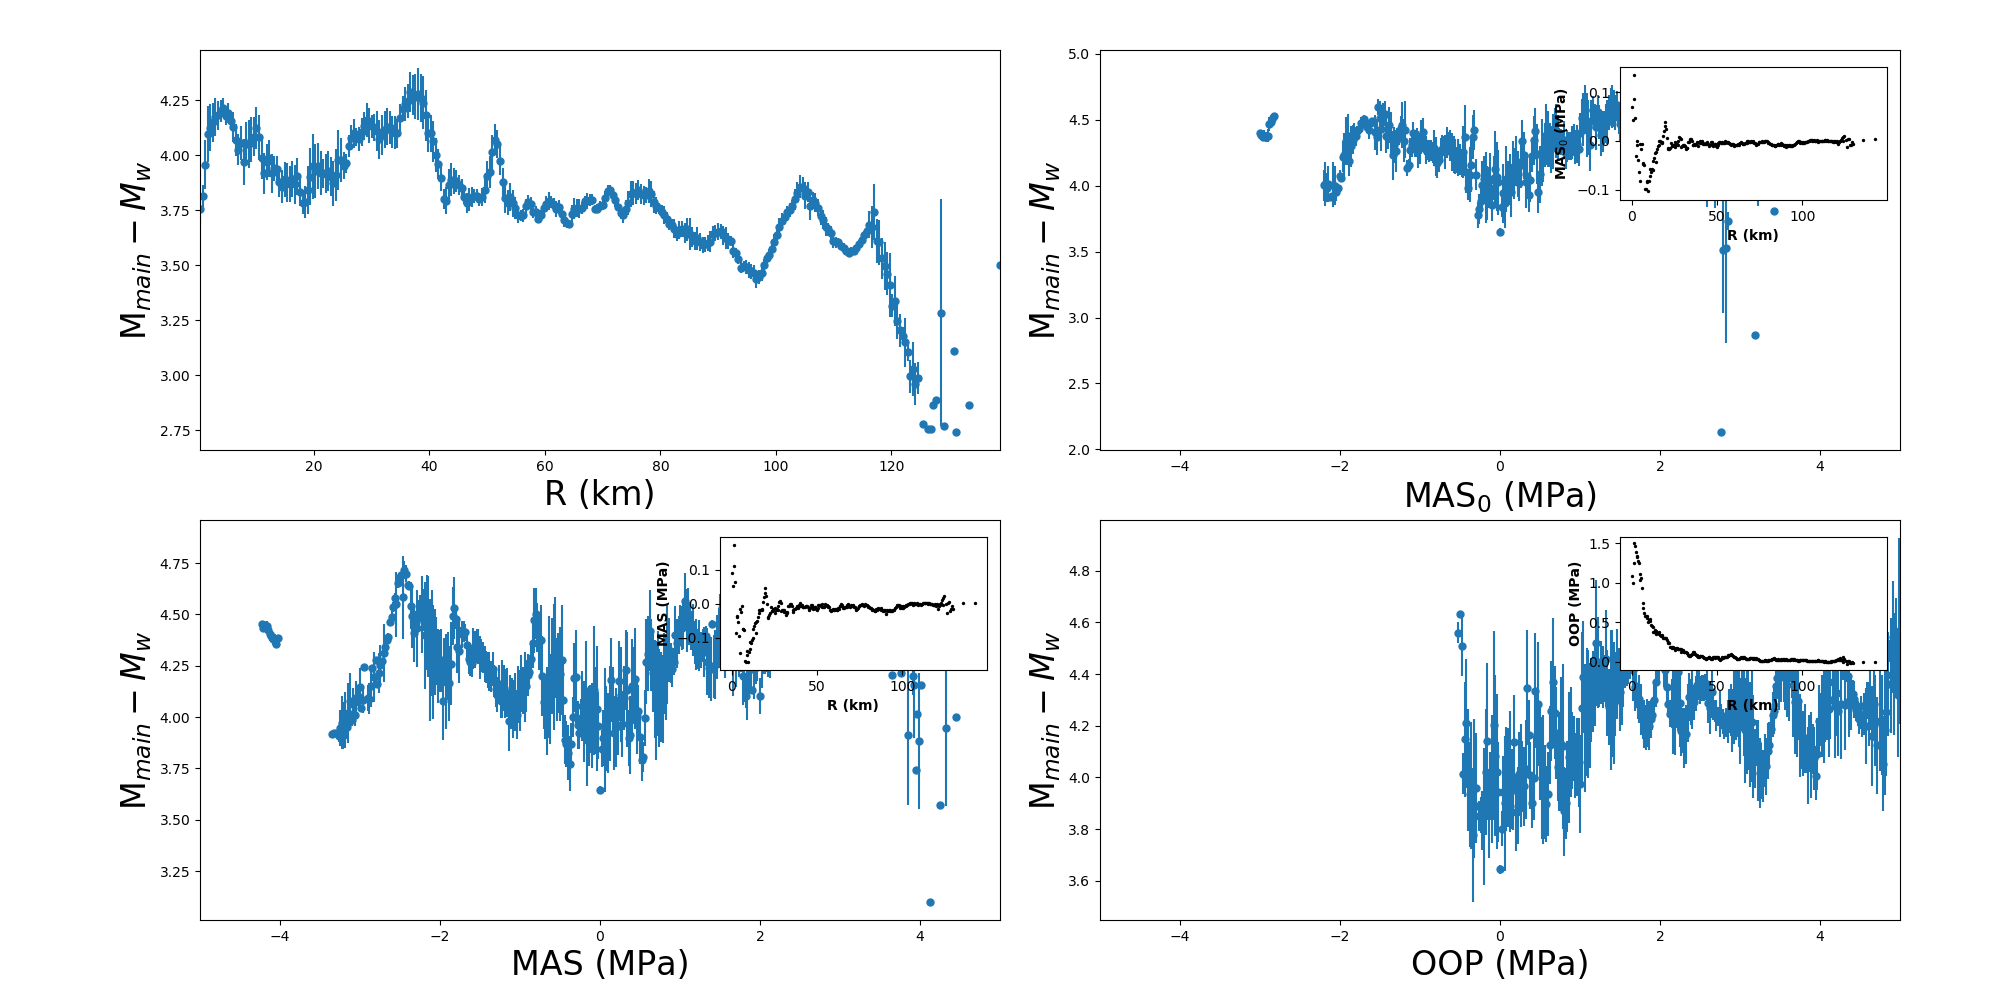 M_main − M_w
4.25
4.00
3.75
3.50
3.25
3.00
2.75
20 40 60 80 100 120
R (km)
M_main − M_w
5.0
4.5
4.0
3.5
3.0
2.5
2.0
−4 −2 0 2 4
MAS₀ (MPa)
MAS₀ (MPa)
0.1
0.0
−0.1
0 50 100
R (km)
M_main − M_w
4.75
4.50
4.25
4.00
3.75
3.50
3.25
−4 −2 0 2 4
MAS (MPa)
MAS (MPa)
0.1
0.0
−0.1
0 50 100
R (km)
M_main − M_w
4.8
4.6
4.4
4.2
4.0
3.8
3.6
−4 −2 0 2 4
OOP (MPa)
OOP (MPa)
1.5
1.0
0.5
0.0
0 50 100
R (km)